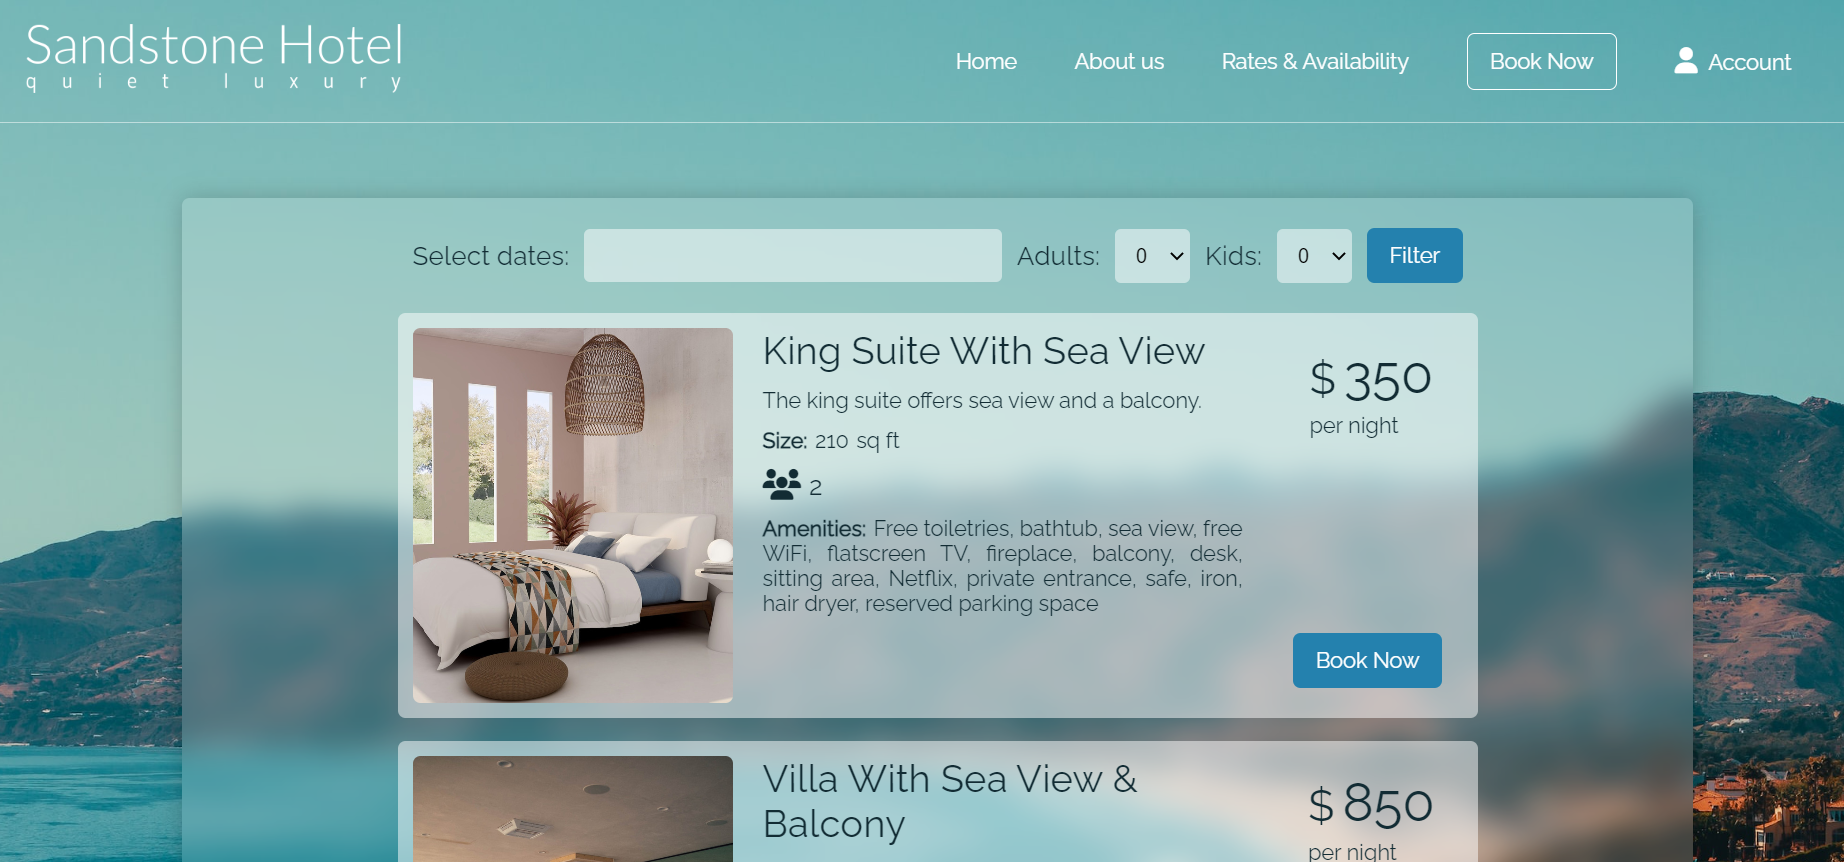 Sandstone Hotel
quiet luxury
Home
About us
Rates & Availability
Book Now
Account
Select dates:
Adults:
0
Kids:
0
Filter
King Suite With Sea View
The king suite offers sea view and a balcony.
Size: 210 sq ft
2
Amenities: Free toiletries, bathtub, sea view, free
WiFi, flatscreen TV, fireplace, balcony, desk,
sitting area, Netflix, private entrance, safe, iron,
hair dryer, reserved parking space
$ 350
per night
Book Now
Villa With Sea View &
Balcony
$ 850
per night